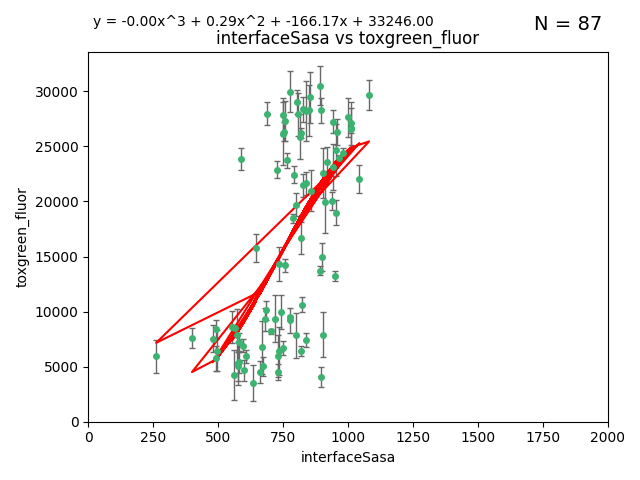 y = -0.00x^3 + 0.29x^2 + -166.17x + 33246.00
N = 87
interfaceSasa vs toxgreen_fluor
30000
25000
20000
15000
10000
5000
0
toxgreen_fluor
0 250 500 750 1000 1250 1500 1750 2000
interfaceSasa